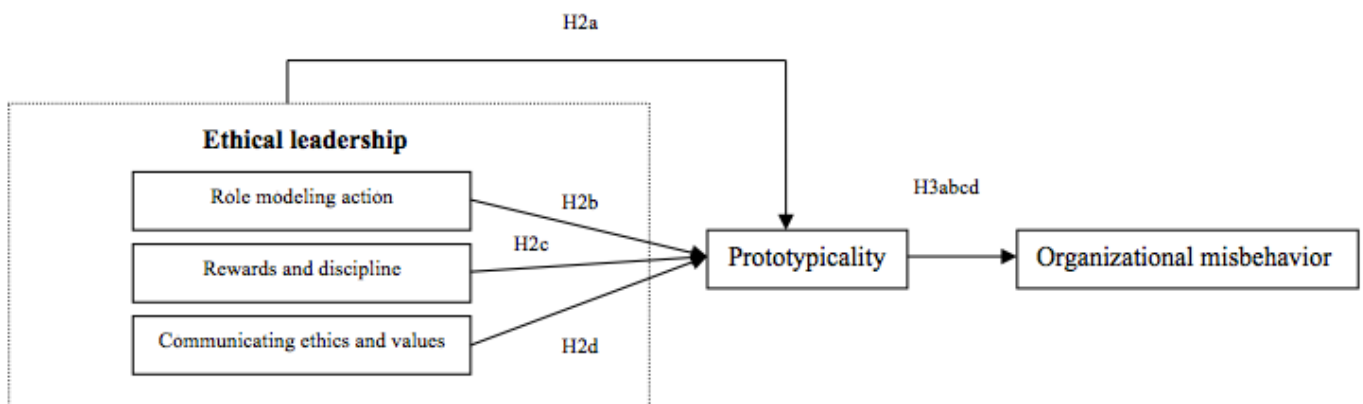 H2a
Ethical leadership
Role modeling action
H2b
H3abcd
H2c
Prototypicality
Organizational misbehavior
Rewards and discipline
Communicating ethics and values
H2d